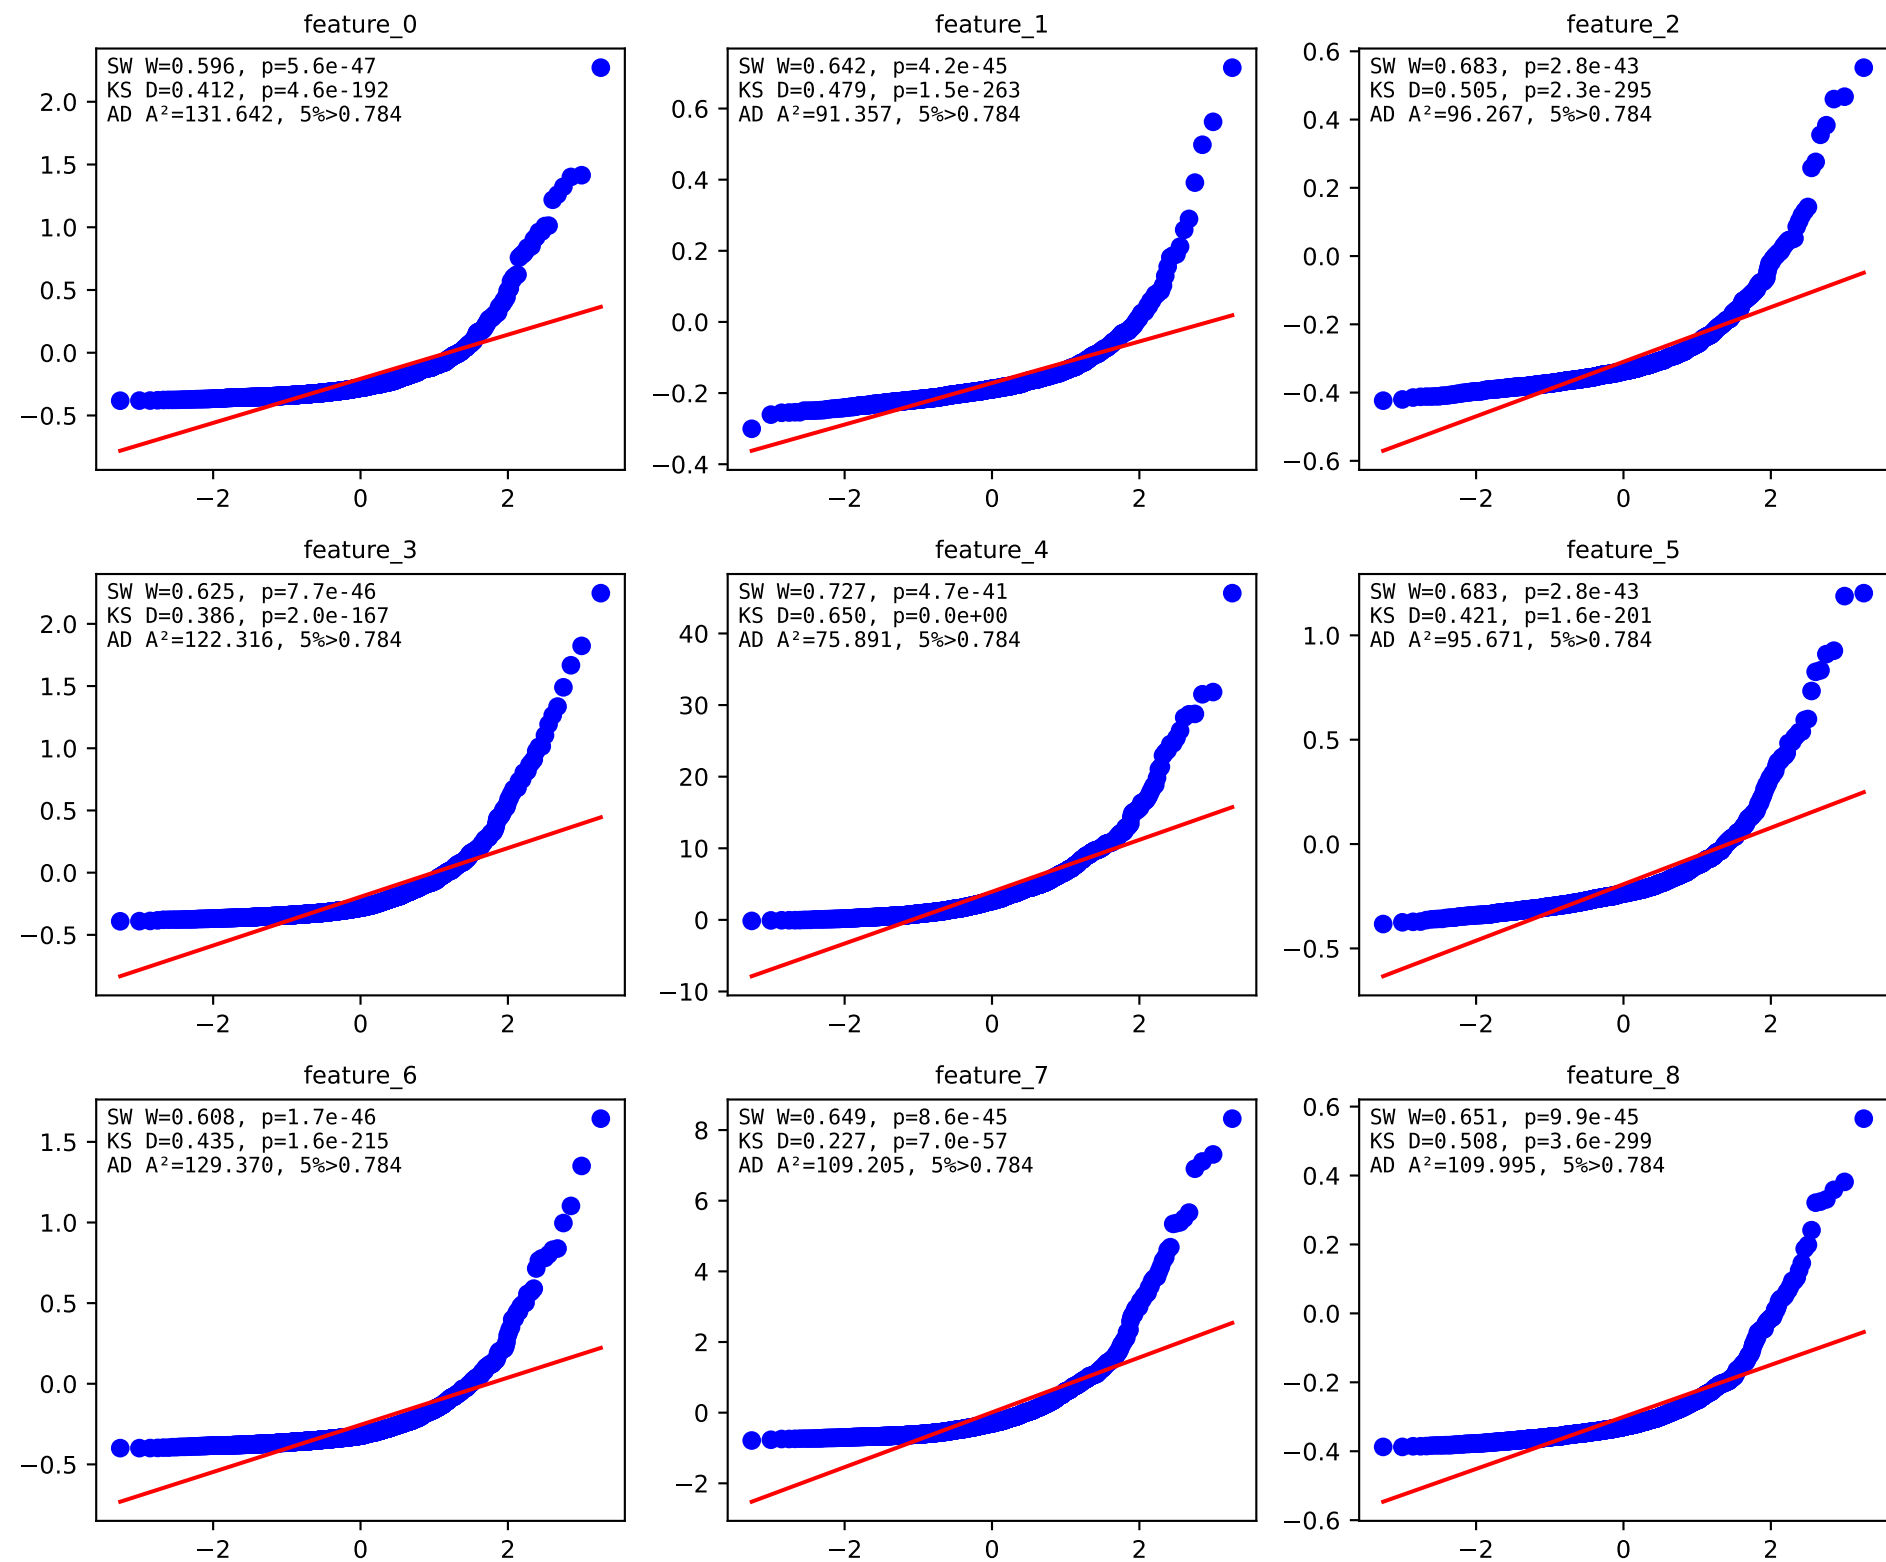 feature_0
SW W=0.596, p=5.6e-47
KS D=0.412, p=4.6e-192
AD A²=131.642, 5%>0.784
2.0
1.5
1.0
0.5
0.0
−0.5
−2 0 2
feature_1
SW W=0.642, p=4.2e-45
KS D=0.479, p=1.5e-263
AD A²=91.357, 5%>0.784
0.6
0.4
0.2
0.0
−0.2
−0.4
−2 0 2
feature_2
SW W=0.683, p=2.8e-43
KS D=0.505, p=2.3e-295
AD A²=96.267, 5%>0.784
0.6
0.4
0.2
0.0
−0.2
−0.4
−0.6
−2 0 2
feature_3
SW W=0.625, p=7.7e-46
KS D=0.386, p=2.0e-167
AD A²=122.316, 5%>0.784
2.0
1.5
1.0
0.5
0.0
−0.5
−2 0 2
feature_4
SW W=0.727, p=4.7e-41
KS D=0.650, p=0.0e+00
AD A²=75.891, 5%>0.784
40
30
20
10
0
−10
−2 0 2
feature_5
SW W=0.683, p=2.8e-43
KS D=0.421, p=1.6e-201
AD A²=95.671, 5%>0.784
1.0
0.5
0.0
−0.5
−2 0 2
feature_6
SW W=0.608, p=1.7e-46
KS D=0.435, p=1.6e-215
AD A²=129.370, 5%>0.784
1.5
1.0
0.5
0.0
−0.5
−2 0 2
feature_7
SW W=0.649, p=8.6e-45
KS D=0.227, p=7.0e-57
AD A²=109.205, 5%>0.784
8
6
4
2
0
−2
−2 0 2
feature_8
SW W=0.651, p=9.9e-45
KS D=0.508, p=3.6e-299
AD A²=109.995, 5%>0.784
0.6
0.4
0.2
0.0
−0.2
−0.4
−0.6
−2 0 2